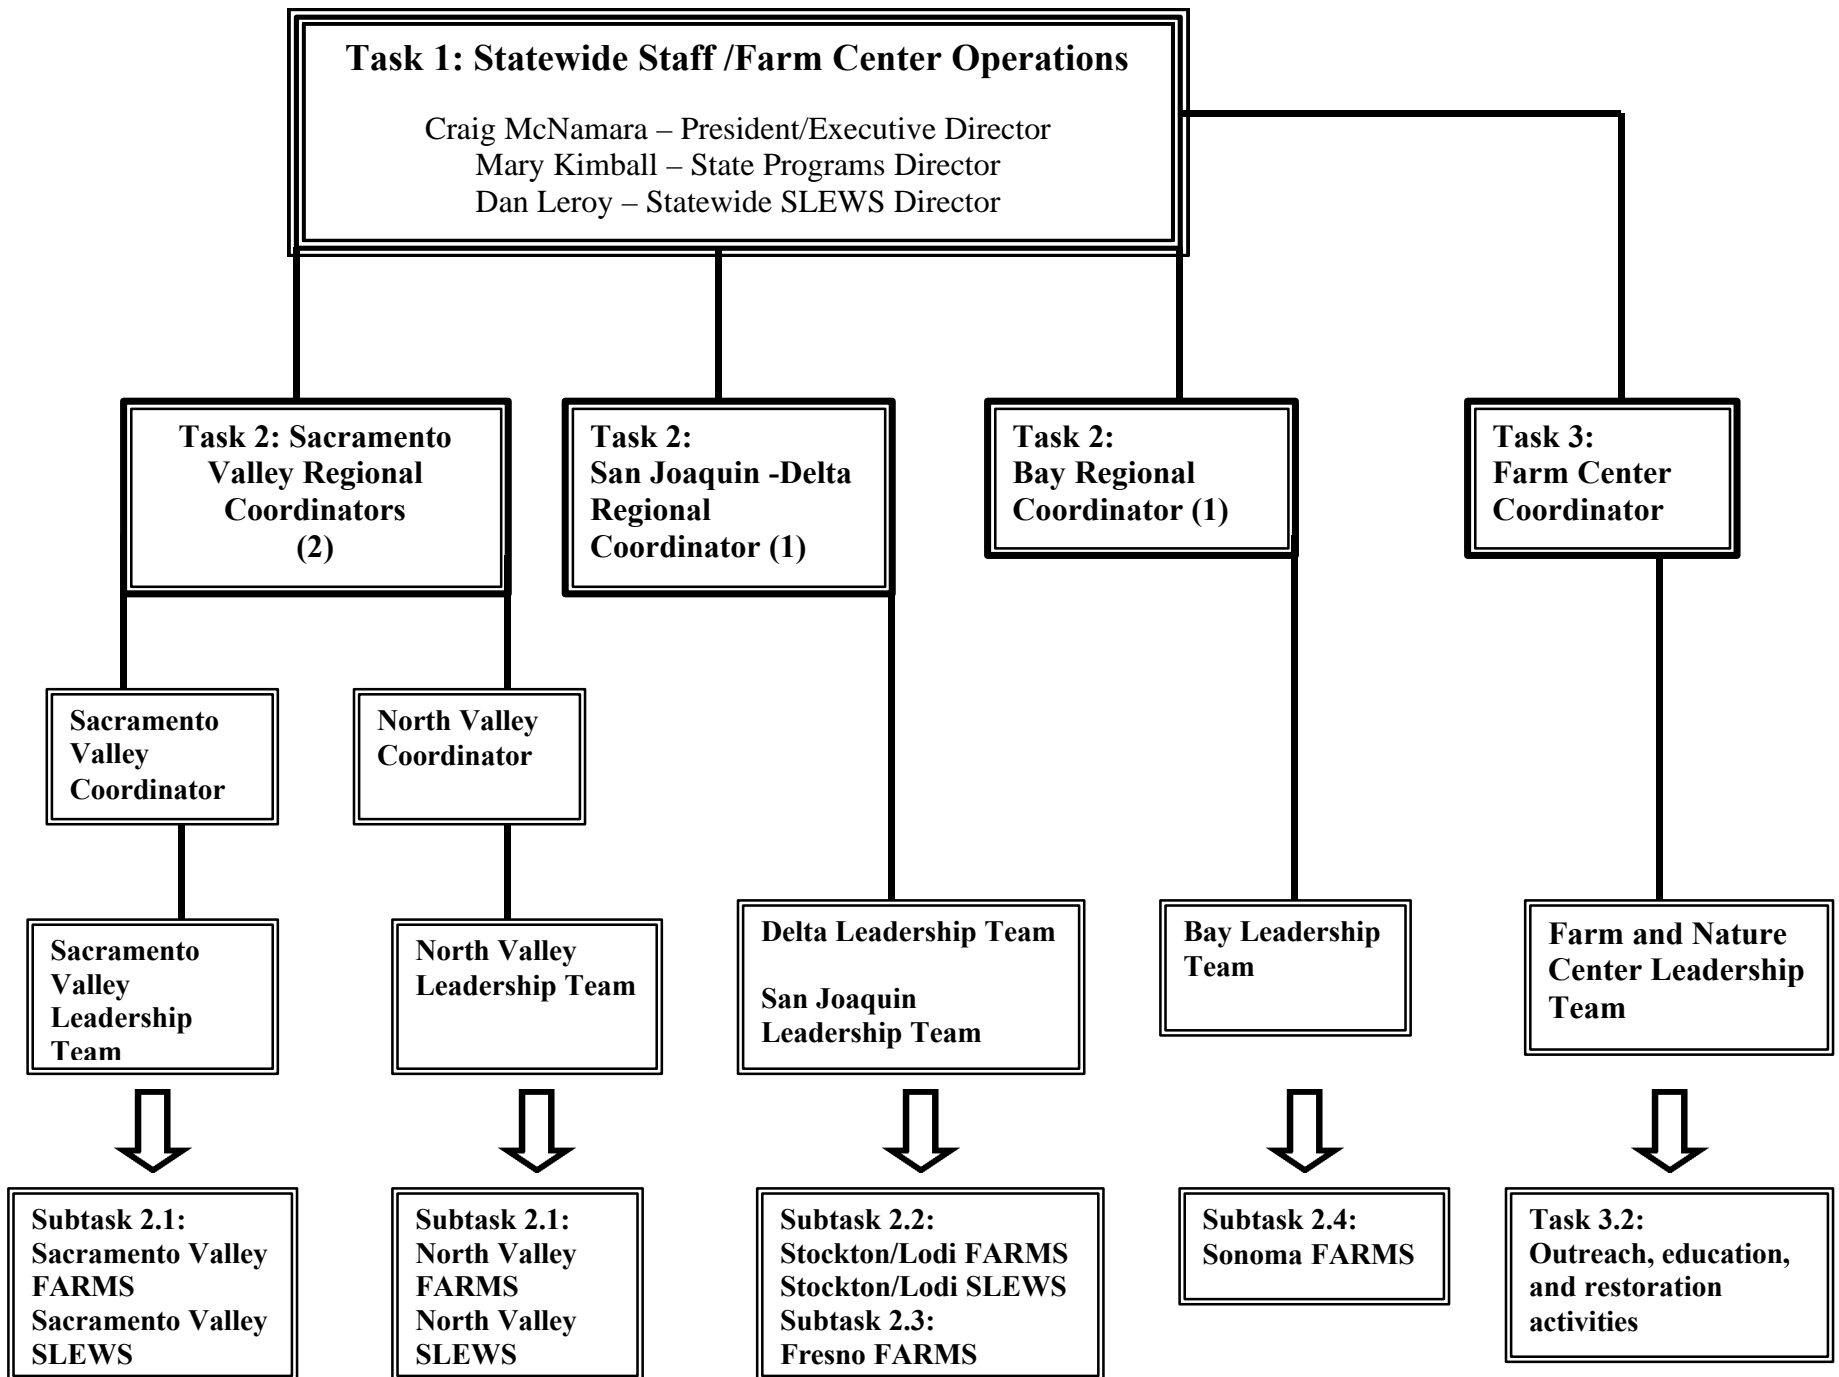 Task 1: Statewide Staff /Farm Center Operations
Craig McNamara – President/Executive Director
Mary Kimball – State Programs Director
Dan Leroy – Statewide SLEWS Director
Task 2: Sacramento
Valley Regional
Coordinators
(2)
Task 2:
San Joaquin -Delta
Regional
Coordinator (1)
Task 2:
Bay Regional
Coordinator (1)
Task 3:
Farm Center
Coordinator
Sacramento
Valley
Coordinator
North Valley
Coordinator
Sacramento
Valley
Leadership
Team
North Valley
Leadership Team
Delta Leadership Team
San Joaquin
Leadership Team
Bay Leadership
Team
Farm and Nature
Center Leadership
Team
Subtask 2.1:
Sacramento Valley
FARMS
Sacramento Valley
SLEWS
Subtask 2.1:
North Valley
FARMS
North Valley
SLEWS
Subtask 2.2:
Stockton/Lodi FARMS
Stockton/Lodi SLEWS
Subtask 2.3:
Fresno FARMS
Subtask 2.4:
Sonoma FARMS
Task 3.2:
Outreach, education,
and restoration
activities